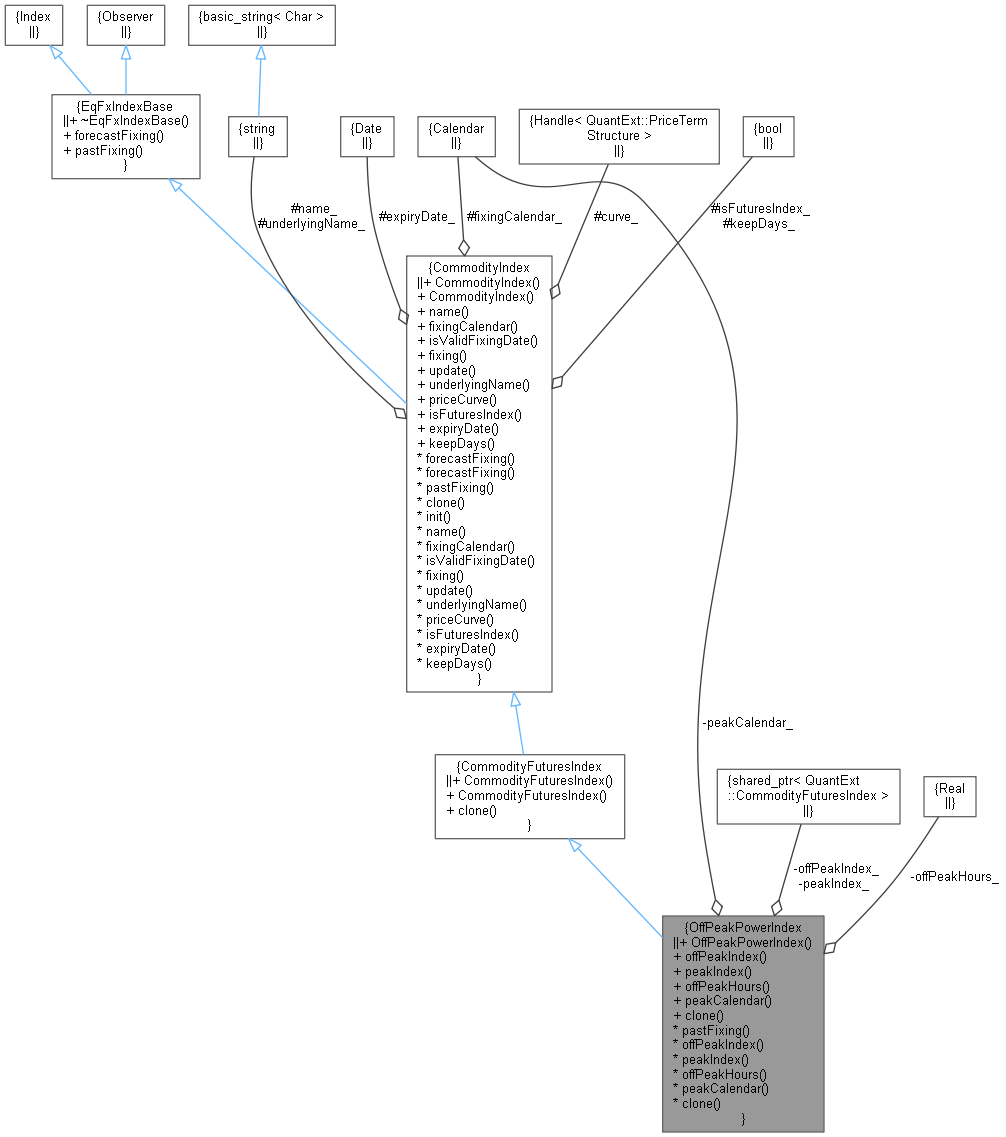 {Index
||}
{Observer
||}
{basic_string< Char >
||}
{EqFxIndexBase
||+ ~EqFxIndexBase()
+ forecastFixing()
+ pastFixing()
}
{string
||}
{Date
||}
{Calendar
||}
{Handle< QuantExt::PriceTerm
Structure >
||}
{bool
||}
#name_
#underlyingName_
#expiryDate_
#fixingCalendar_
#curve_
#isFuturesIndex_
#keepDays_
{CommodityIndex
||+ CommodityIndex()
+ CommodityIndex()
+ name()
+ fixingCalendar()
+ isValidFixingDate()
+ fixing()
+ update()
+ underlyingName()
+ priceCurve()
+ isFuturesIndex()
+ expiryDate()
+ keepDays()
* forecastFixing()
* forecastFixing()
* pastFixing()
* clone()
* init()
* name()
* fixingCalendar()
* isValidFixingDate()
* fixing()
* update()
* underlyingName()
* priceCurve()
* isFuturesIndex()
* expiryDate()
* keepDays()
}
-peakCalendar_
{CommodityFuturesIndex
||+ CommodityFuturesIndex()
+ CommodityFuturesIndex()
+ clone()
}
{shared_ptr< QuantExt
::CommodityFuturesIndex >
||}
{Real
||}
-offPeakIndex_
-peakIndex_
-offPeakHours_
{OffPeakPowerIndex
||+ OffPeakPowerIndex()
+ offPeakIndex()
+ peakIndex()
+ offPeakHours()
+ peakCalendar()
+ clone()
* pastFixing()
* offPeakIndex()
* peakIndex()
* offPeakHours()
* peakCalendar()
* clone()
}